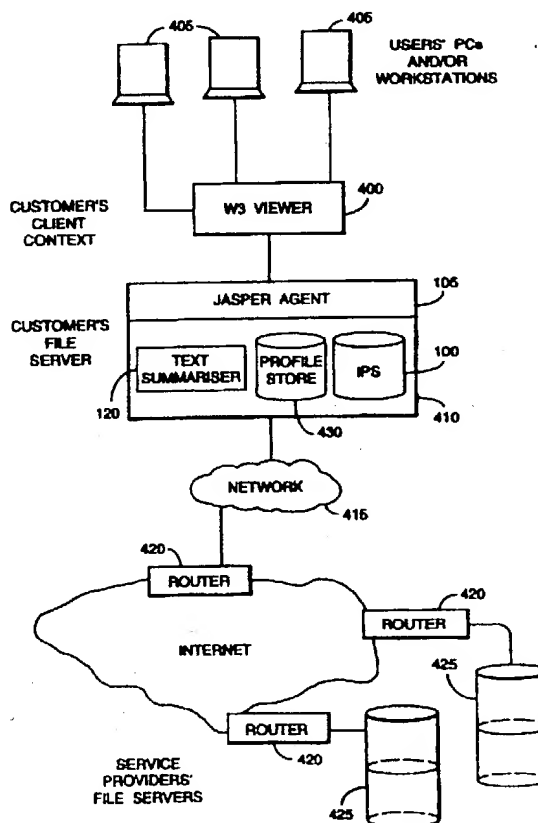 405
405
USERS' PCs
AND/OR
WORKSTATIONS
W3 VIEWER
400
CUSTOMER'S
CLIENT
CONTEXT
JASPER AGENT
105
CUSTOMER'S
FILE
SERVER
TEXT
SUMMARISER
PROFILE
STORE
IPS
100
120
430
410
NETWORK
415
420
ROUTER
420
ROUTER
INTERNET
425
ROUTER
420
SERVICE
PROVIDERS'
FILE SERVERS
425